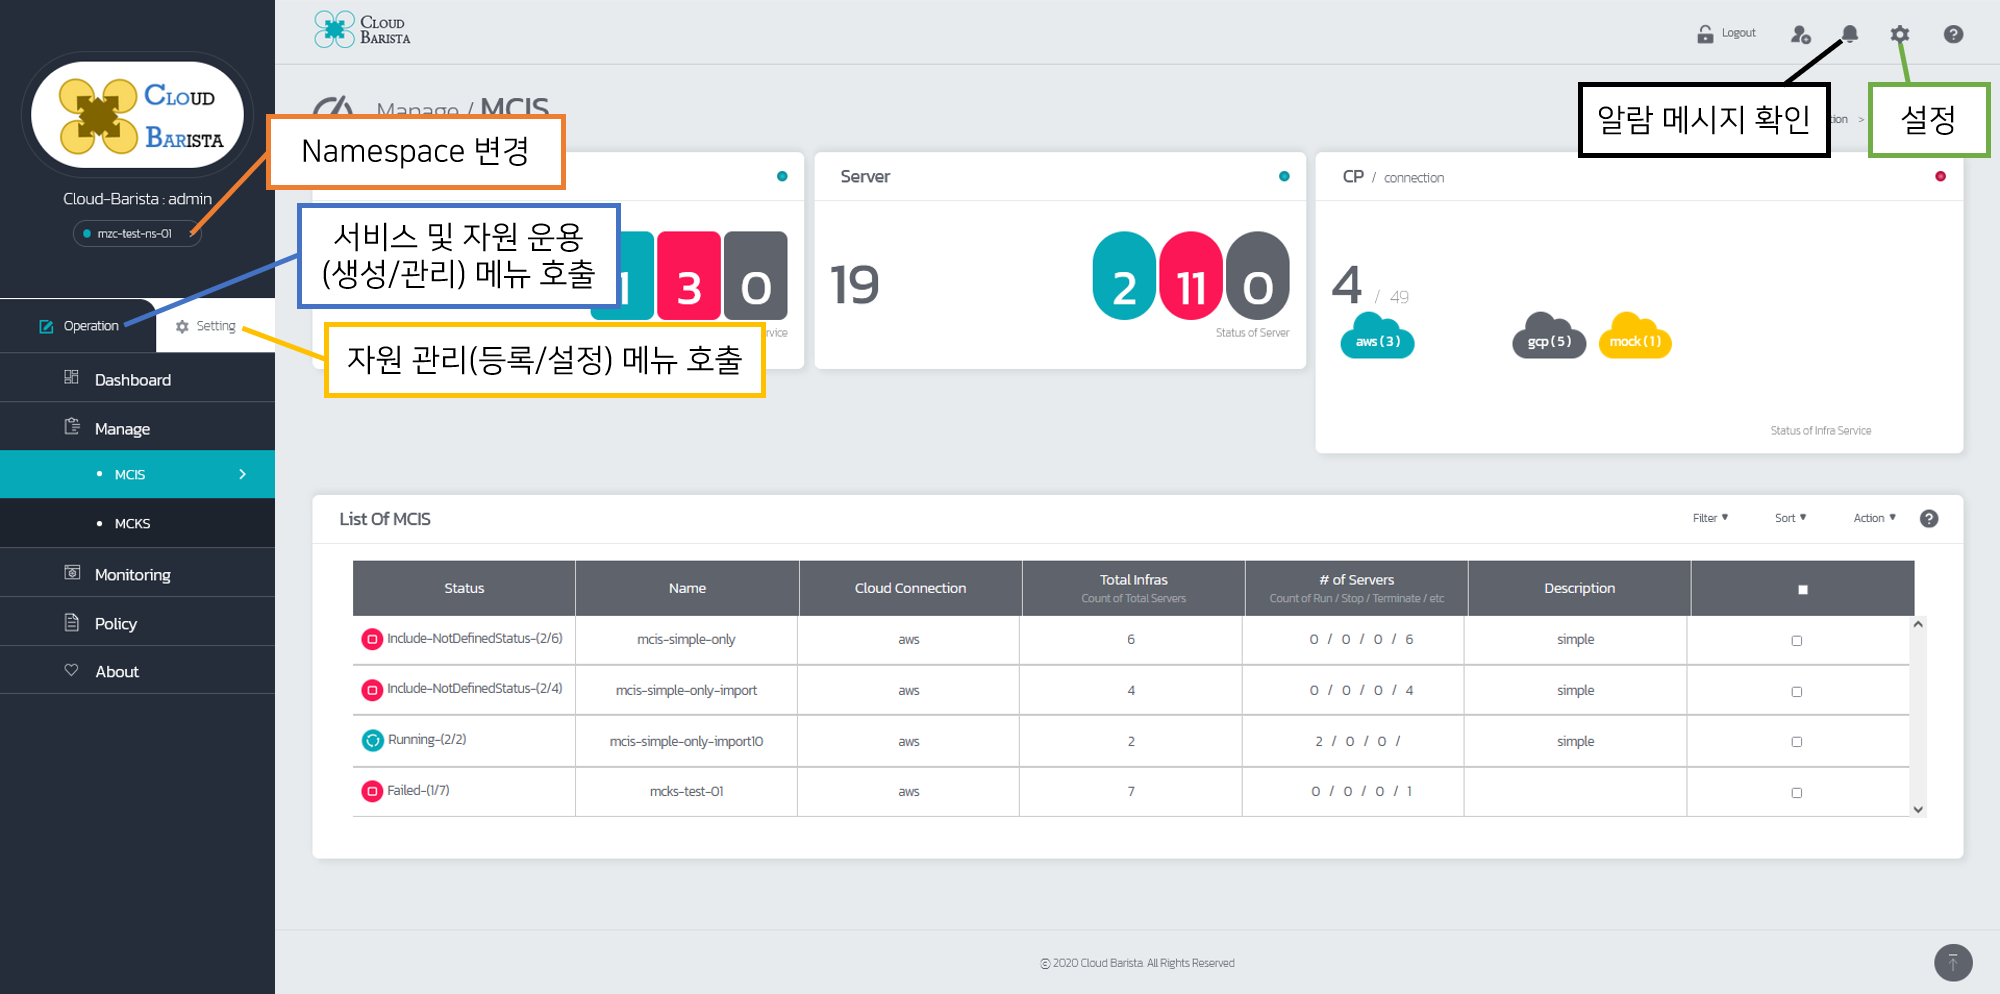 CLOUD
BARISTA
Cloud-Barista : admin
mzc-test-ns-01
Operation
Setting
Dashboard
Manage
MCIS
MCKS
Monitoring
Policy
About
CLOUD
BARISTA
Logout
Manage / MCIS
Namespace 변경
서비스 및 자원 운용
(생성/관리) 메뉴 호출
자원 관리(등록/설정) 메뉴 호출
알람 메시지 확인
설정
>
1 3 0
Server
19
2 11 0
Status of Server
CP / connection
4 / 49
aws ( 3 )
gcp ( 5 )
mock ( 1 )
Status of Infra Service
List Of MCIS
Filter ▼ Sort ▼ Action ▼ ?
Status Name Cloud Connection Total Infras # of Servers Description
Count of Total Servers Count of Run / Stop / Terminate / etc
Include-NotDefinedStatus-(2/6) mcis-simple-only aws 6 0 / 0 / 0 / 6 simple
Include-NotDefinedStatus-(2/4) mcis-simple-only-import aws 4 0 / 0 / 0 / 4 simple
Running-(2/2) mcis-simple-only-import10 aws 2 2 / 0 / 0 / simple
Failed-(1/7) mcks-test-01 aws 7 0 / 0 / 0 / 1
© 2020 Cloud Barista. All Rights Reserved